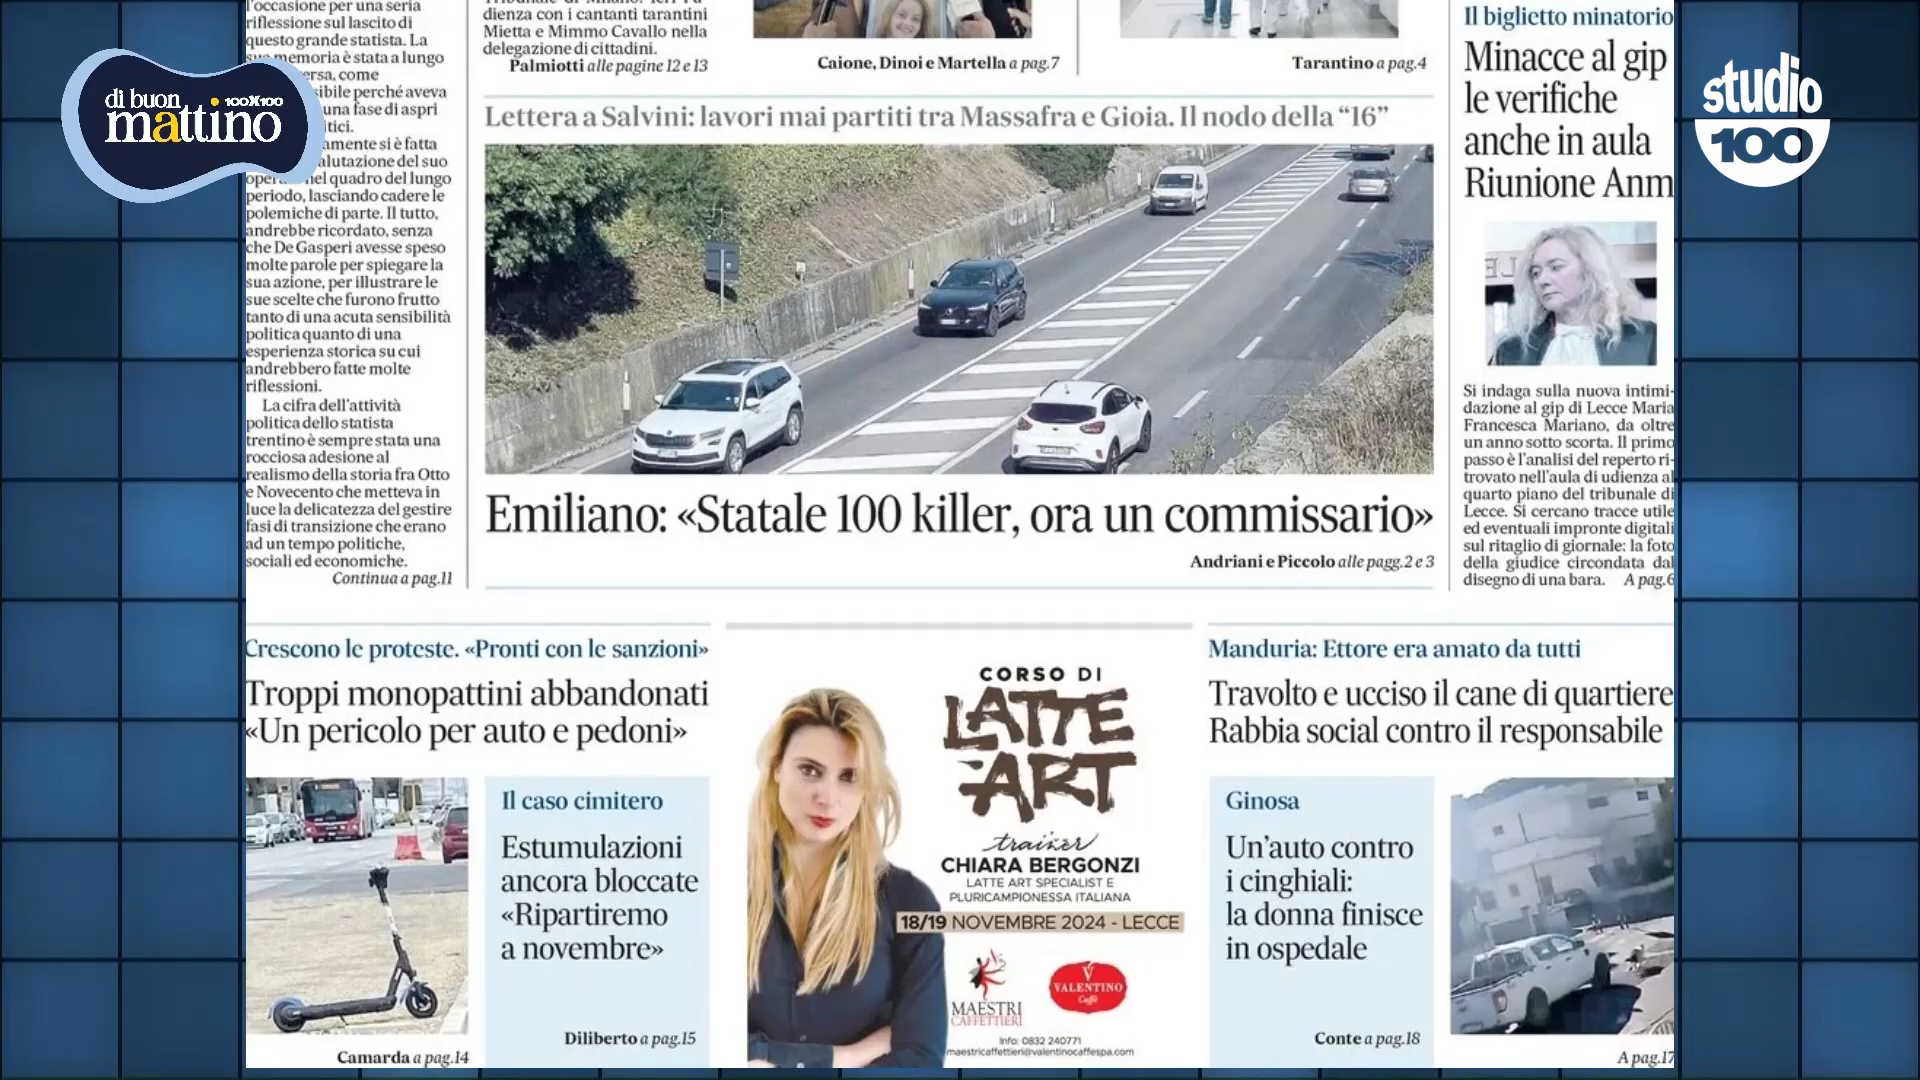 di buon 100X100
mattino
studio
100
l'occasione per una seria
riflessione sul lascito di
questo grande statista. La
memoria è stata a lungo
come
perché aveva
una fase di aspri
si è fatta
del suo
nel quadro del lungo
periodo, lasciando cadere le
polemiche di parte. Il tutto,
andrebbe ricordato, senza
che De Gasperi avesse speso
molte parole per spiegare la
sua azione, per illustrare le
sue scelte che furono frutto
tanto di una acuta sensibilità
politica quanto di una
esperienza storica su cui
andrebbero fatte molte
riflessioni.
La cifra dell'attività
politica dello statista
trentino è sempre stata una
rocciosa adesione al
realismo della storia fra Otto
e Novecento che metteva in
luce la delicatezza del gestire
fasi di transizione che erano
ad un tempo politiche,
sociali ed economiche.
Continua a pag.11
dienza con i cantanti tarantini
Mietta e Mimmo Cavallo nella
delegazione di cittadini.
Palmiotti alle pagine 12 e 13
Caione, Dinoi e Martella a pag.7
Tarantino a pag.4
Lettera a Salvini: lavori mai partiti tra Massafra e Gioia. Il nodo della “16”
Emiliano: «Statale 100 killer, ora un commissario»
Andriani e Piccolo alle pagg.2 e 3
Il biglietto minatorio
Minacce al gip
le verifiche
anche in aula
Riunione Anm
Si indaga sulla nuova intimi-
dazione al gip di Lecce Maria
Francesca Mariano, da oltre
un anno sotto scorta. Il primo
passo è l'analisi del reperto ri-
trovato nell'aula di udienza al
quarto piano del tribunale di
Lecce. Si cercano tracce utile
ed eventuali impronte digitali
sul ritaglio di giornale: la foto
della giudice circondata dal
disegno di una bara. A pag.6
Crescono le proteste. «Pronti con le sanzioni»
Troppi monopattini abbandonati
«Un pericolo per auto e pedoni»
Camarda a pag.14
Il caso cimitero
Estumulazioni
ancora bloccate
«Ripartiremo
a novembre»
Diliberto a pag.15
CORSO DI
LATTE
ART
trainer
CHIARA BERGONZI
LATTE ART SPECIALIST E
PLURICAMPIONESSA ITALIANA
18/19 NOVEMBRE 2024 - LECCE
MAESTRI
CAFFETTIERI
VALENTINO
Caffè
Info: 0832 240771
maestricaffettieri@valentinocaffespa.com
Manduria: Ettore era amato da tutti
Travolto e ucciso il cane di quartiere
Rabbia social contro il responsabile
Ginosa
Un'auto contro
i cinghiali:
la donna finisce
in ospedale
Conte a pag.18
A pag.17